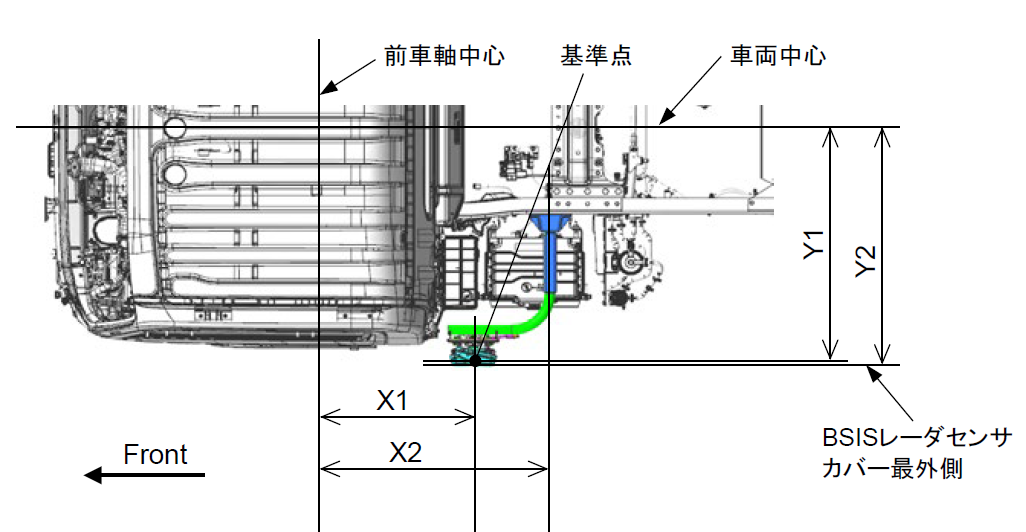 前車軸中心
基準点
車両中心
Y1
Y2
X1
X2
Front
BSISレーダセンサ
カバー最外側